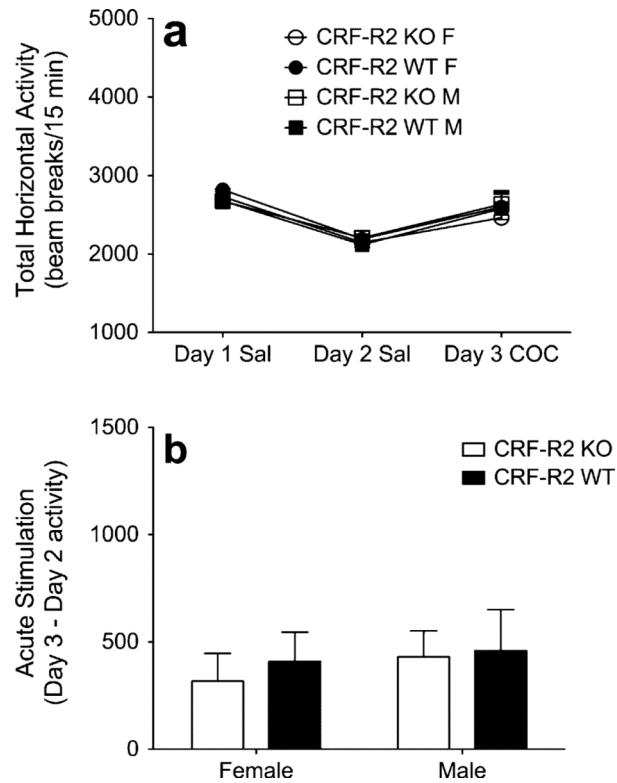 a
CRF-R2 KO F
CRF-R2 WT F
CRF-R2 KO M
CRF-R2 WT M
Total Horizontal Activity
(beam breaks/15 min)
5000
4000
3000
2000
1000
Day 1 Sal Day 2 Sal Day 3 COC
b
CRF-R2 KO
CRF-R2 WT
Acute Stimulation
(Day 3 - Day 2 activity)
1500
1000
500
0
Female Male